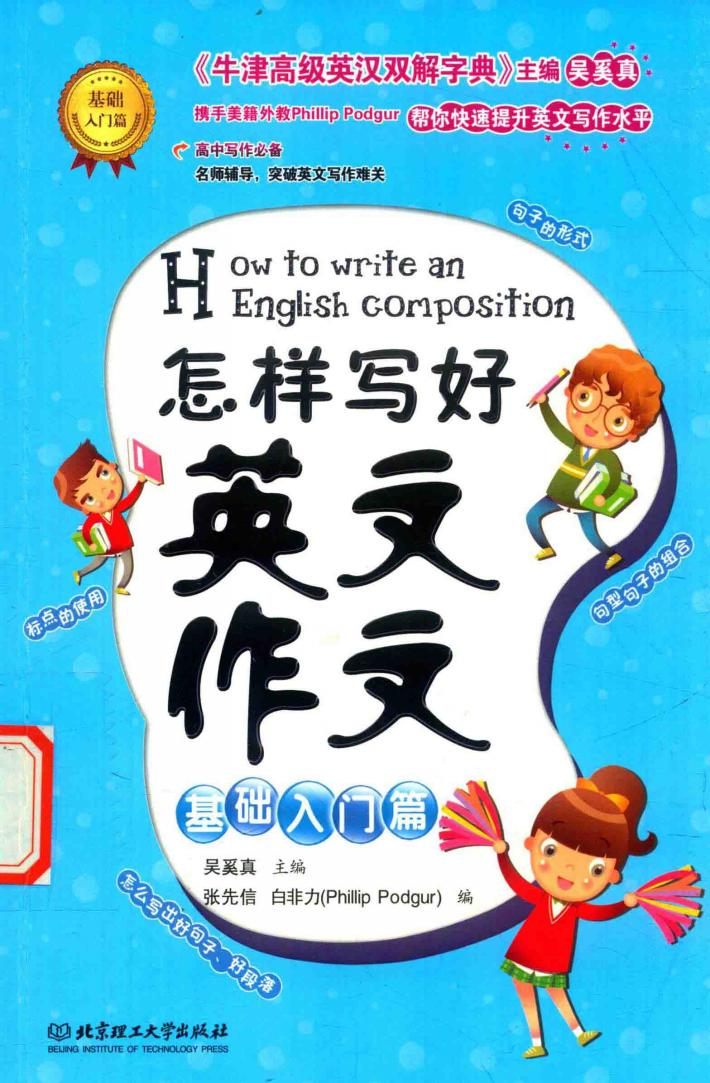 《牛津高级英汉双解字典》主编 吴奚真
携手美籍外教Phillip Podgur 帮你快速提升英文写作水平
高中写作必备
名师辅导，突破英文写作难关
基础
入门篇
句子的形式
How to write an
English composition
怎样写好
英文
作文
标点的使用
句型句子的组合
基础入门篇
吴奚真 主编
张先信 白非力(Phillip Podgur) 编
怎么写出好句子、好段落
北京理工大学出版社
BEIJING INSTITUTE OF TECHNOLOGY PRESS